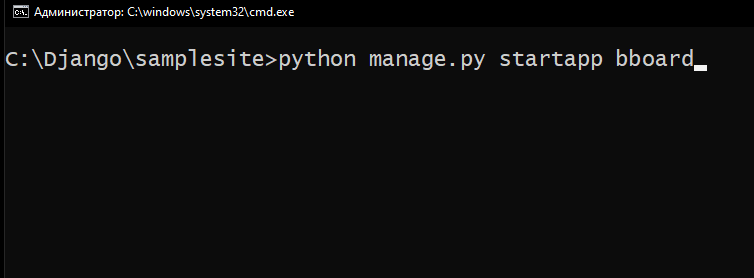 Администратор: C:\windows\system32\cmd.exe
C:\Django\samplesite>python manage.py startapp bboard